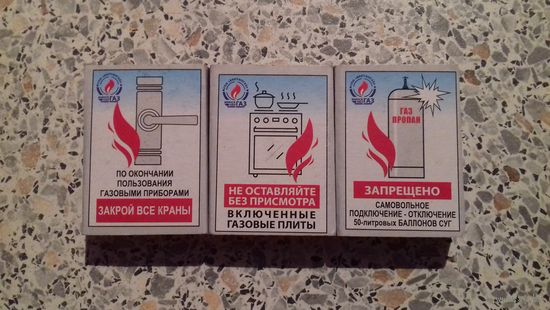 ГАЗ
ПО ОКОНЧАНИИ
ПОЛЬЗОВАНИЯ
ГАЗОВЫМИ ПРИБОРАМИ
ЗАКРОЙ ВСЕ КРАНЫ
ГАЗ
НЕ ОСТАВЛЯЙТЕ
БЕЗ ПРИСМОТРА
ВКЛЮЧЕННЫЕ
ГАЗОВЫЕ ПЛИТЫ
ГАЗ
ГАЗ
ПРОПАН
ЗАПРЕЩЕНО
САМОВОЛЬНОЕ
ПОДКЛЮЧЕНИЕ - ОТКЛЮЧЕНИЕ
50-литровых БАЛЛОНОВ СУГ